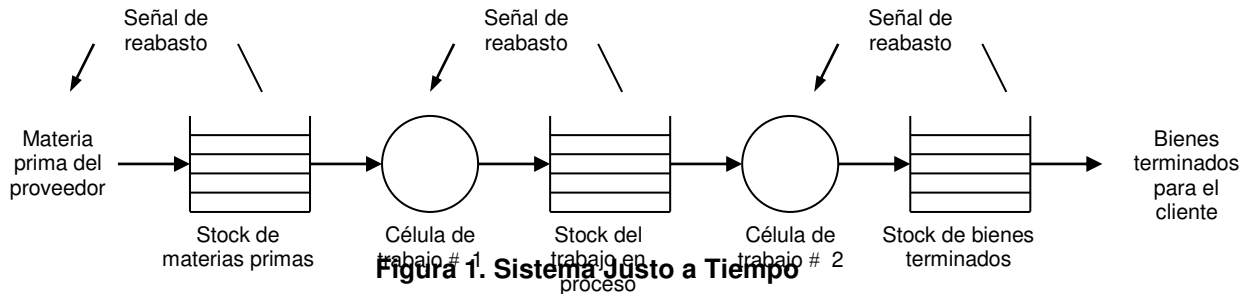 Señal de
reabasto
Señal de
reabasto
Señal de
reabasto
Materia
prima del
proveedor
Bienes
terminados
para el
cliente
Stock de
materias primas
Célula de
trabajo # 1
Stock del
trabajo en
proceso
Célula de
trabajo # 2
Stock de bienes
terminados
Figura 1. Sistema Justo a Tiempo